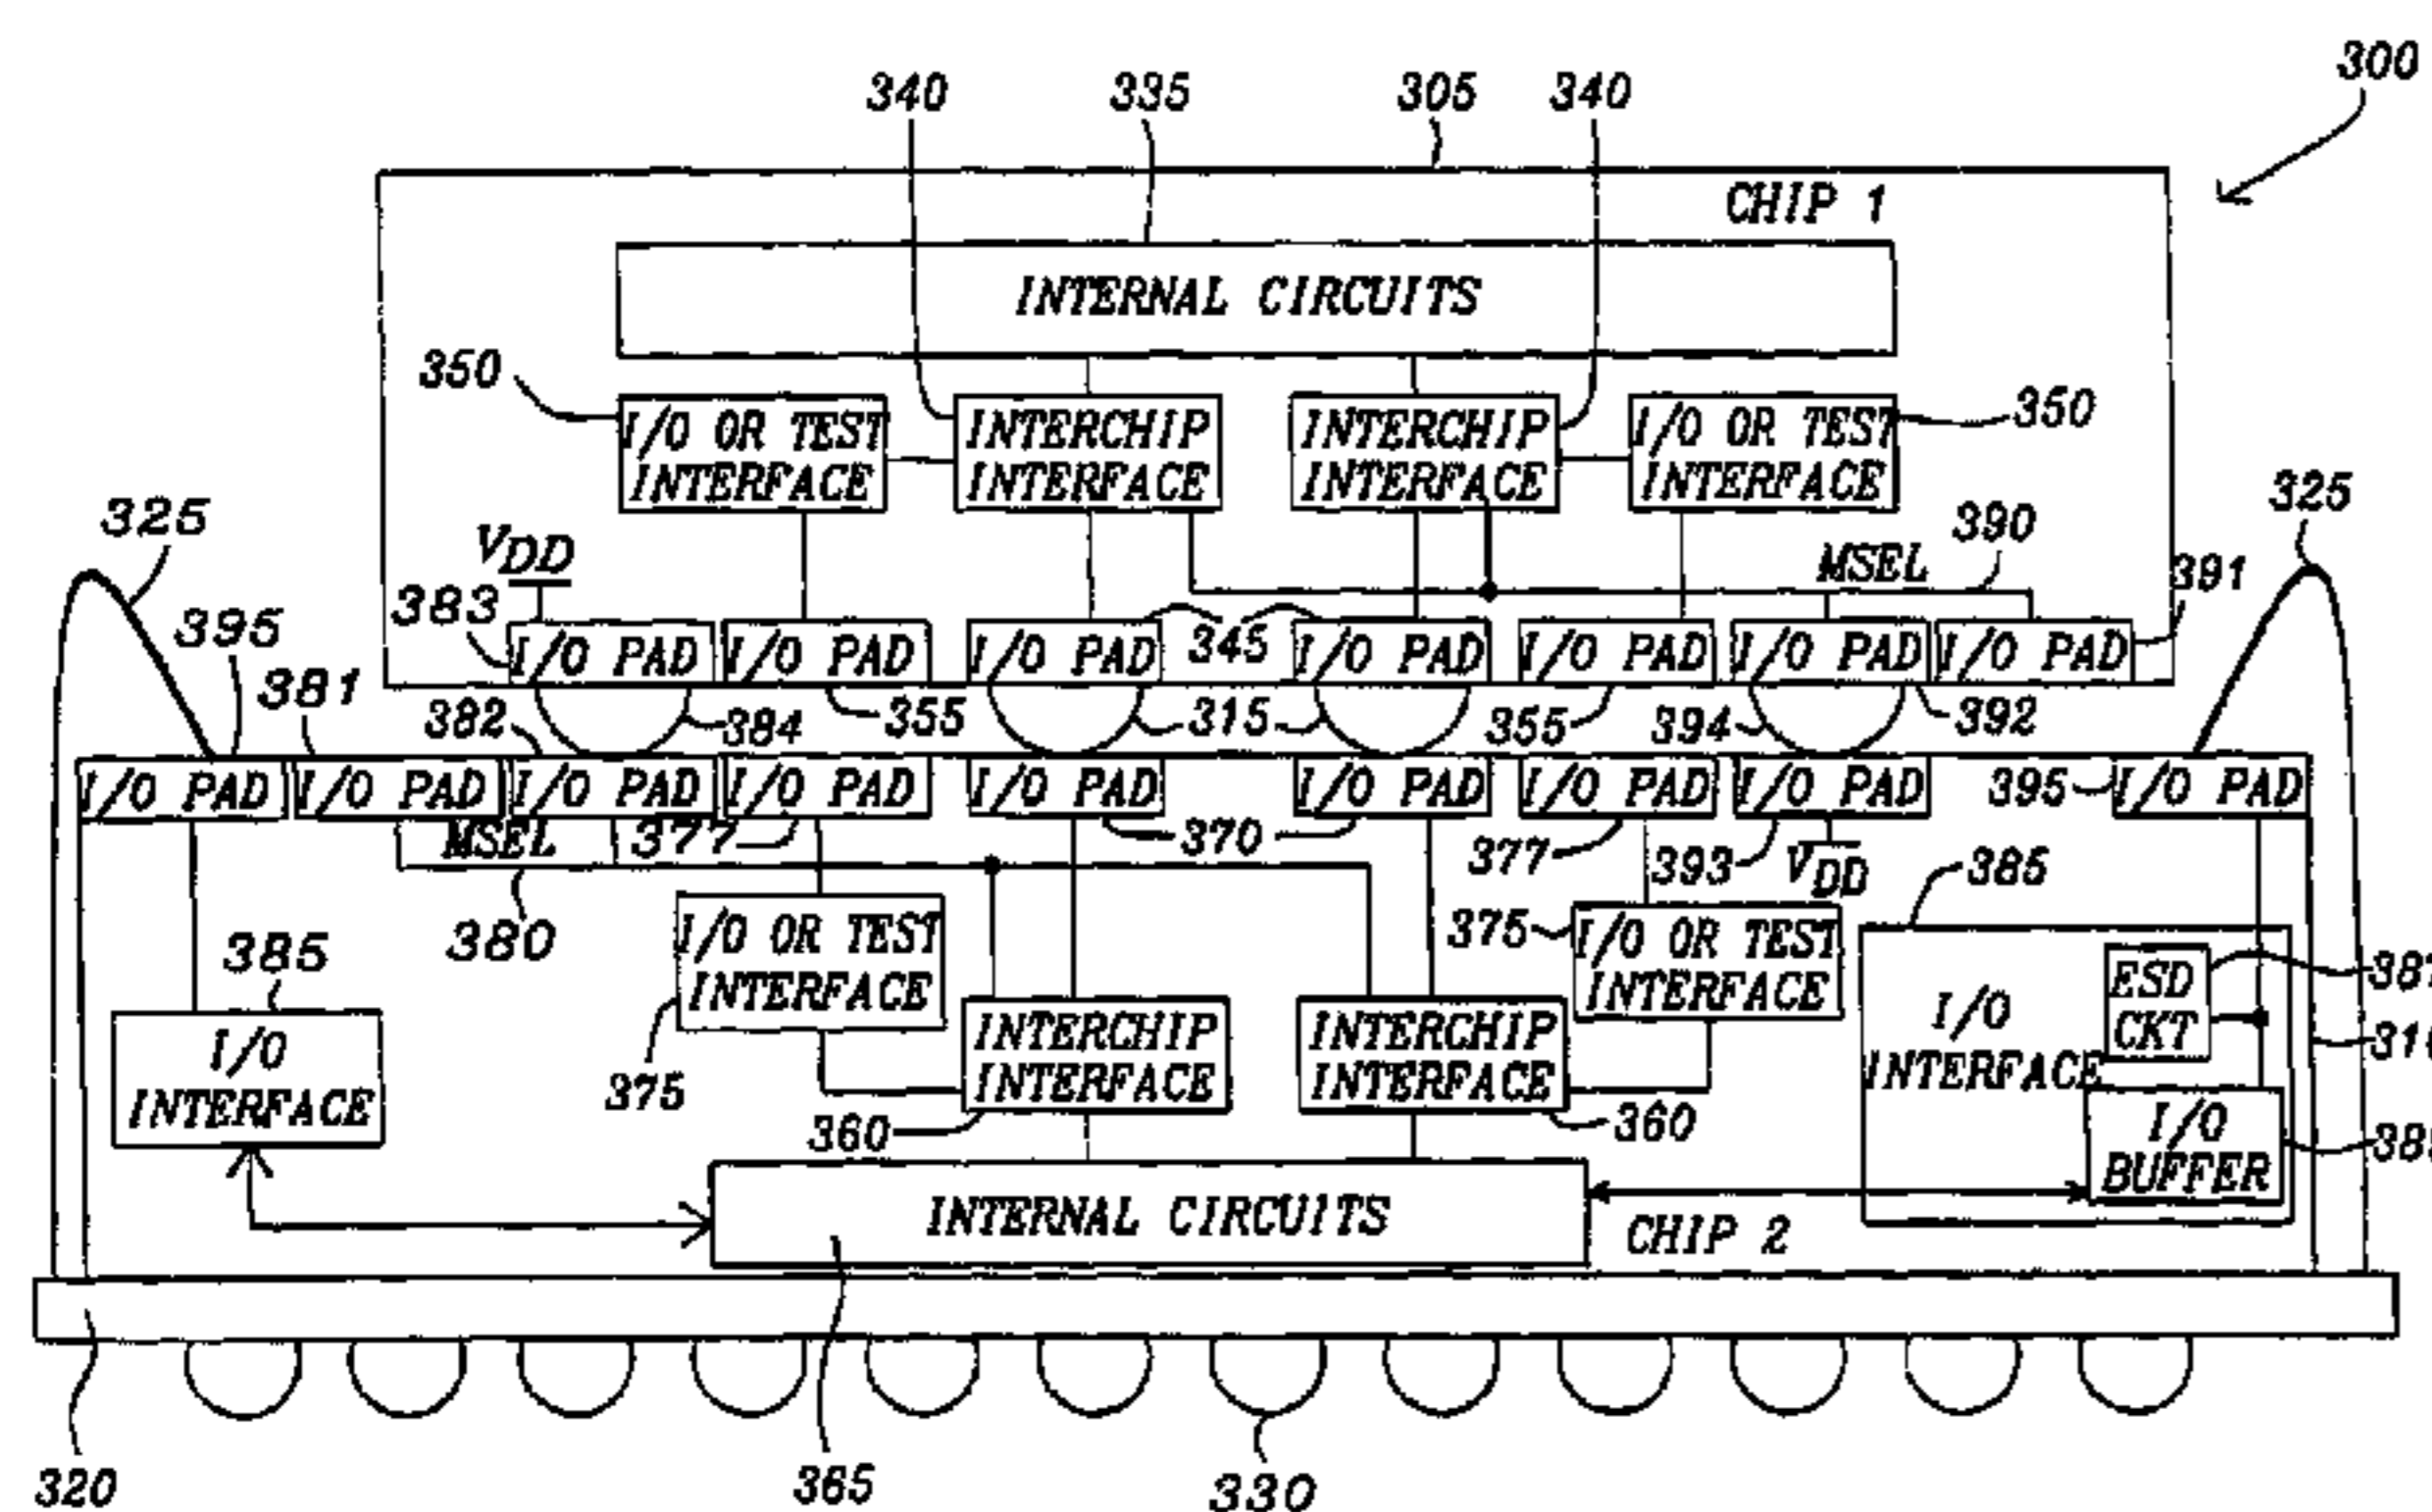 300
340 335 305 340
CHIP 1
INTERNAL CIRCUITS
350 I/O OR TEST INTERFACE
INTERCHIP INTERFACE
INTERCHIP INTERFACE
I/O OR TEST INTERFACE 350
325 325
VDD
MSEL 390
391
383
395
I/O PAD I/O PAD I/O PAD 345 I/O PAD I/O PAD I/O PAD I/O PAD
381
382 384 355 315 355 394 392
I/O PAD I/O PAD I/O PAD I/O PAD I/O PAD I/O PAD I/O PAD I/O PAD 395 I/O PAD
MSEL 377 370 377 393 VDD 385
380
I/O OR TEST INTERFACE
375
375 I/O OR TEST INTERFACE
385
I/O INTERFACE
INTERCHIP INTERFACE
INTERCHIP INTERFACE
I/O INTERFACE
ESD CKT
I/O BUFFER
360 360
INTERNAL CIRCUITS
CHIP 2
320 365 330